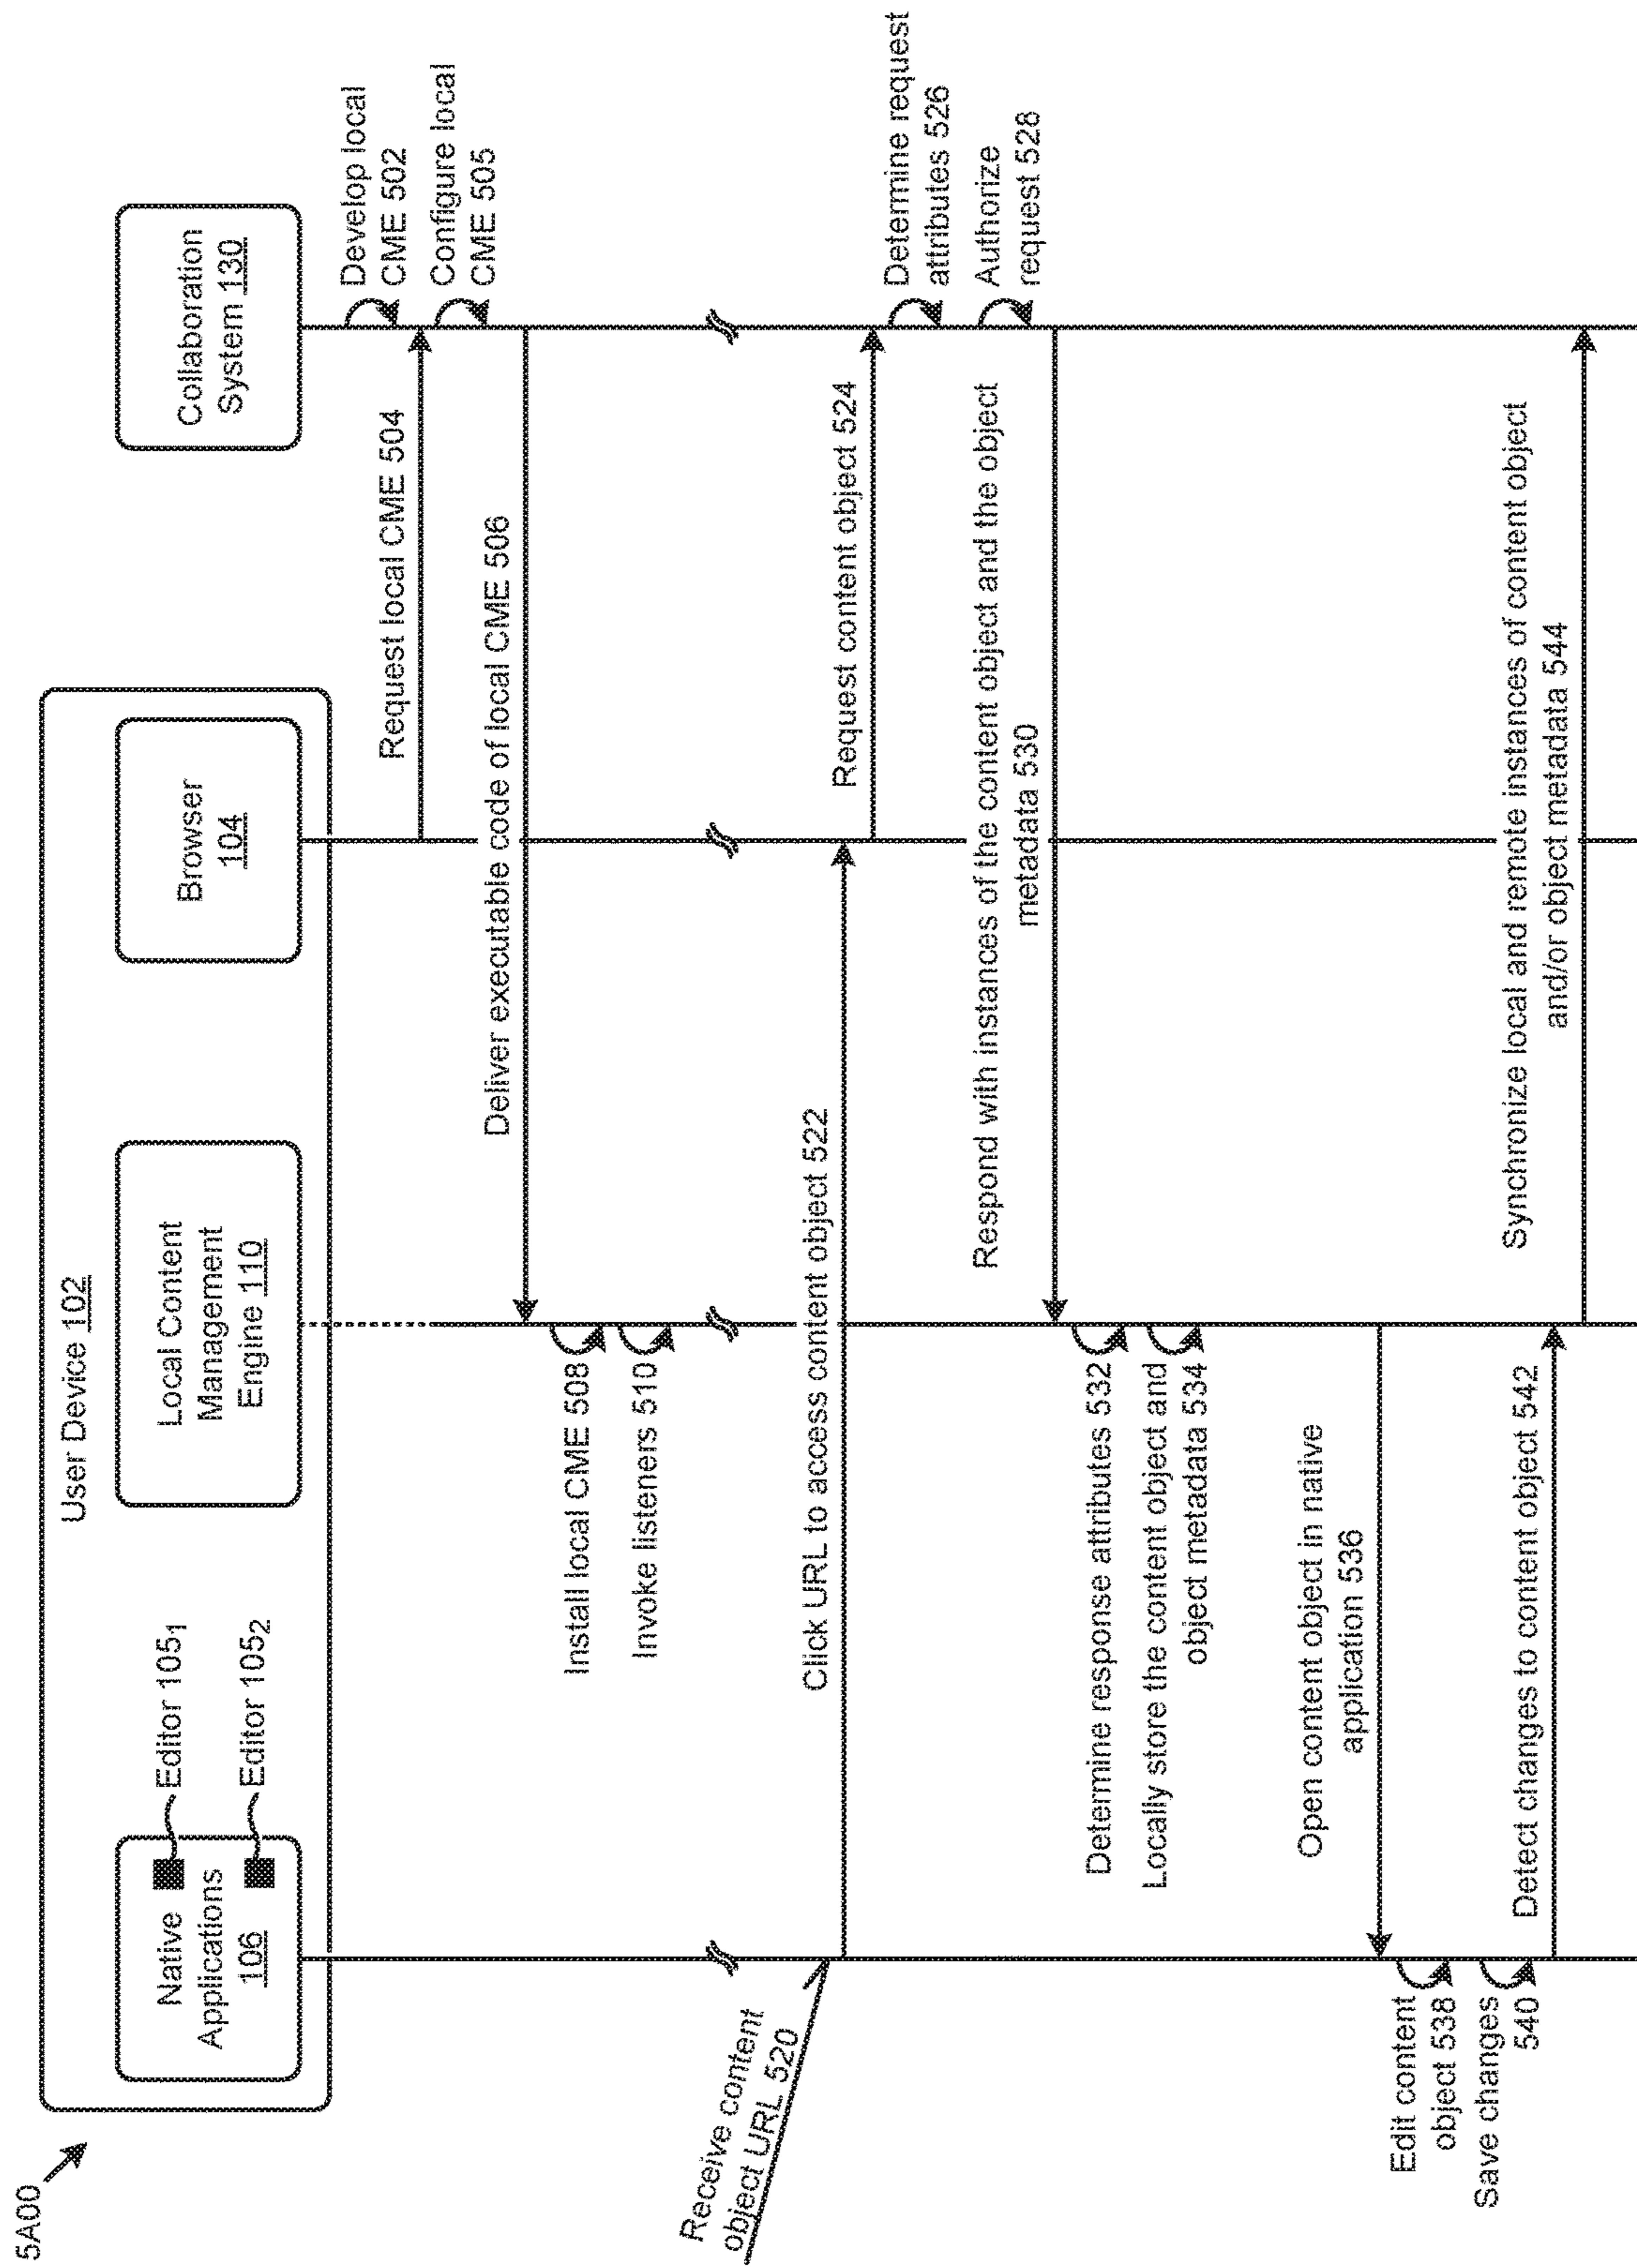 5A00
User Device 102
Native
Applications
106
Editor 105₁
Editor 105₂
Local Content
Management
Engine 110
Browser
104
Collaboration
System 130
Develop local
CME 502
Request local CME 504
Configure local
CME 505
Deliver executable code of local CME 506
Install local CME 508
Invoke listeners 510
Receive content
object URL 520
Click URL to access content object 522
Request content object 524
Determine request
attributes 526
Authorize
request 528
Respond with instances of the content object and the object
metadata 530
Determine response attributes 532
Locally store the content object and
object metadata 534
Open content object in native
application 536
Edit content
object 538
Save changes
540
Detect changes to content object 542
Synchronize local and remote instances of content object
and/or object metadata 544